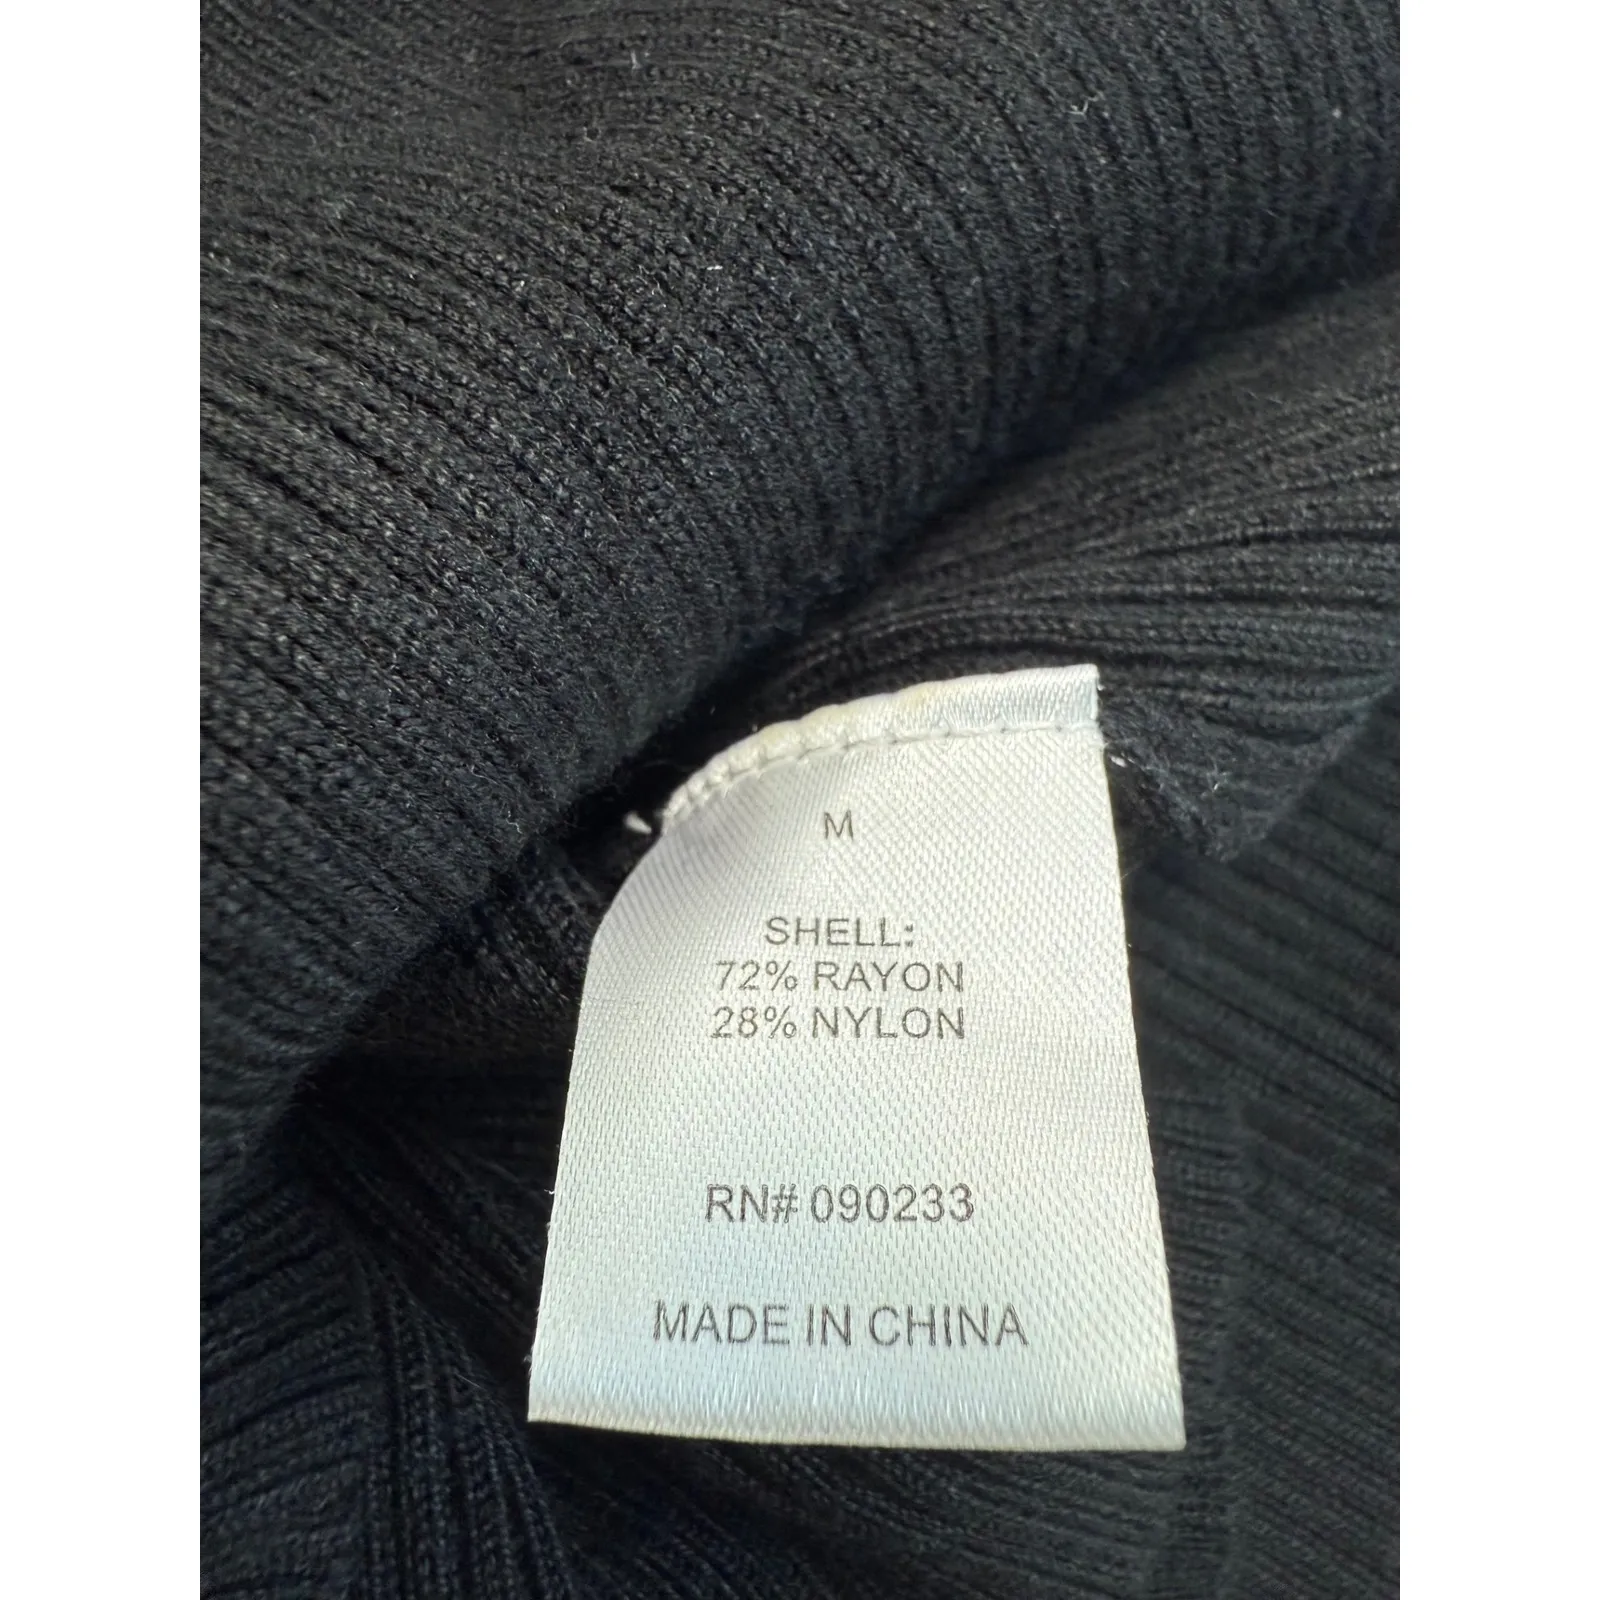 M
SHELL:
72% RAYON
28% NYLON
RN# 090233
MADE IN CHINA